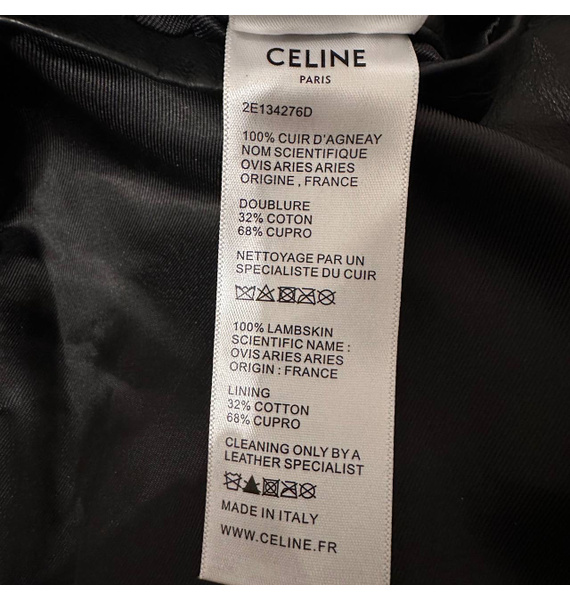 CELINE
PARIS
2E134276D
100% CUIR D'AGNEAY
NOM SCIENTIFIQUE
OVIS ARIES ARIES
ORIGINE , FRANCE
DOUBLURE
32% COTON
68% CUPRO
NETTOYAGE PAR UN
SPECIALISTE DU CUIR
100% LAMBSKIN
SCIENTIFIC NAME :
OVIS ARIES ARIES
ORIGIN : FRANCE
LINING
32% COTTON
68% CUPRO
CLEANING ONLY BY A
LEATHER SPECIALIST
MADE IN ITALY
WWW.CELINE.FR